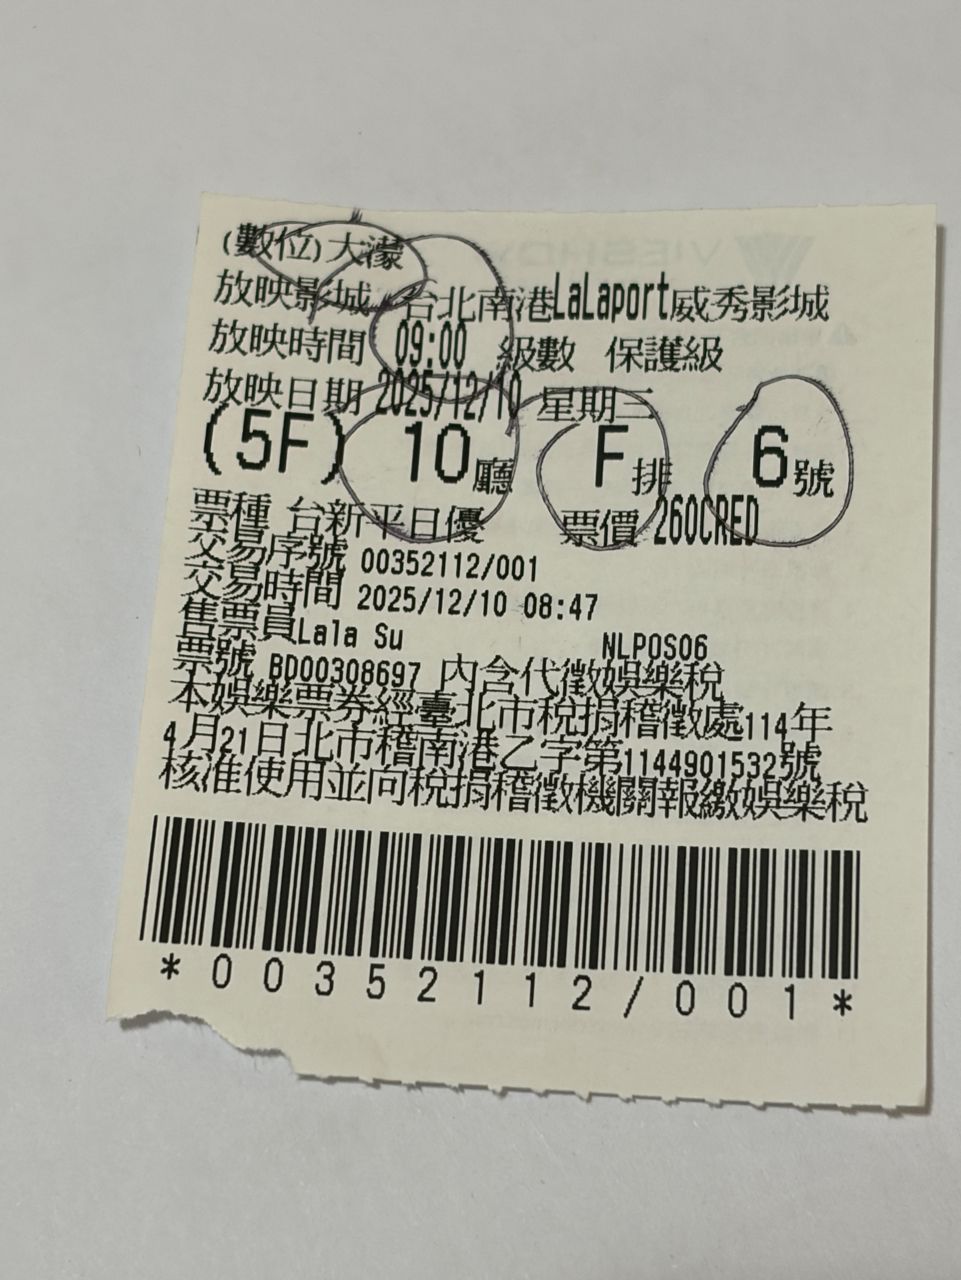 (數位)大濛
放映影城 台北南港LaLaport威秀影城
放映時間 09:00 級數 保護級
放映日期 2025/12/10 星期三
(5F) 10廳 F排 6號
票種 台新平日優 票價 260CRED
交易序號 00352112/001
交易時間 2025/12/10 08:47
售票員Lala Su NLPOS06
票號 BD00308697 內含代徵娛樂稅
本娛樂票券經臺北市稅捐稽徵處114年
4月21日北市稽南港乙字第1144901532號
核准使用並向稅捐稽徵機關報繳娛樂稅
*00352112/001*